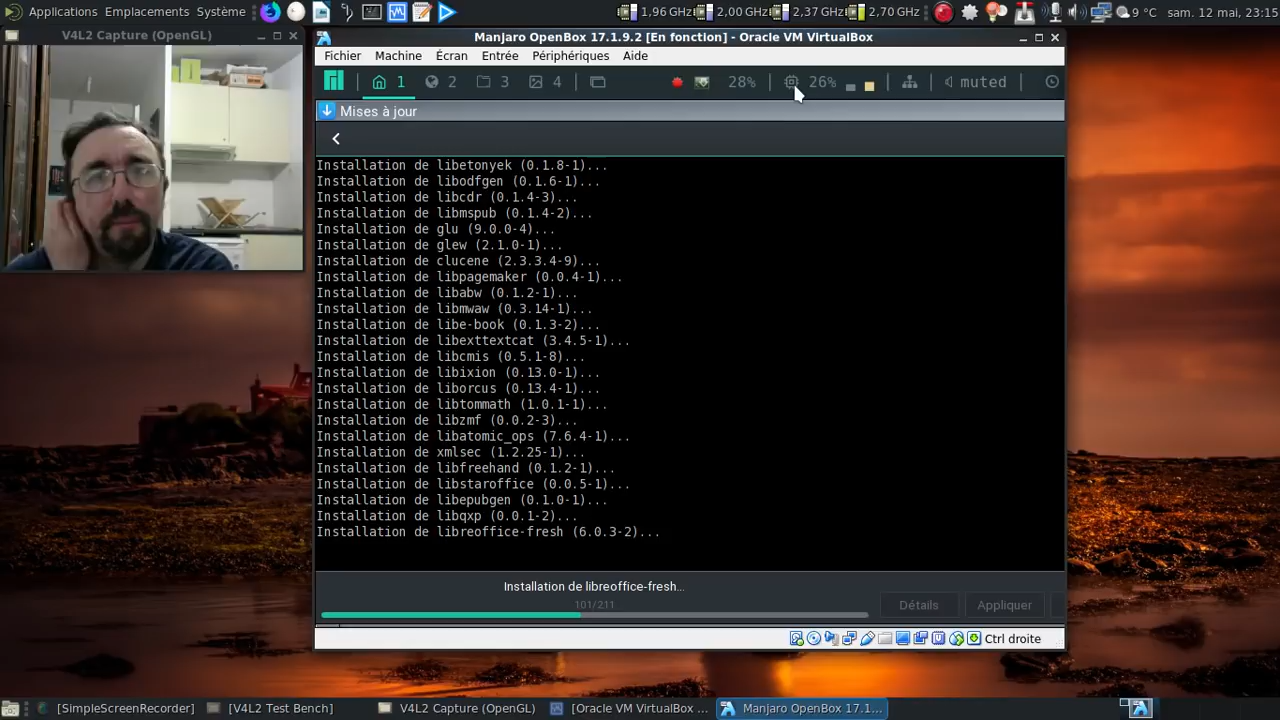 Applications Emplacements Système
1,96 GHz 2,00 GHz 2,37 GHz 2,70 GHz
9 °C sam. 12 mai, 23:15
V4L2 Capture (OpenGL)
ManJaro OpenBox 17.1.9.2 [En fonction] - Oracle VM VirtualBox
Fichier Machine Écran Entrée Périphériques Aide
1 2 3 4 28% 26% muted
Mises à jour
Installation de libetonyek (0.1.8-1)...
Installation de libodfgen (0.1.6-1)...
Installation de libcdr (0.1.4-3)...
Installation de libmspub (0.1.4-2)...
Installation de glu (9.0.0-4)...
Installation de glew (2.1.0-1)...
Installation de clucene (2.3.3.4-9)...
Installation de libpagemaker (0.0.4-1)...
Installation de libabw (0.1.2-1)...
Installation de libmwaw (0.3.14-1)...
Installation de libe-book (0.1.3-2)...
Installation de libexttextcat (3.4.5-1)...
Installation de libcmis (0.5.1-8)...
Installation de libixion (0.13.0-1)...
Installation de liborcus (0.13.4-1)...
Installation de libtommath (1.0.1-1)...
Installation de libzmf (0.0.2-3)...
Installation de libatomic_ops (7.6.4-1)...
Installation de xmlsec (1.2.25-1)...
Installation de libfreehand (0.1.2-1)...
Installation de libstaroffice (0.0.5-1)...
Installation de libepubgen (0.1.0-1)...
Installation de libqxp (0.0.1-2)...
Installation de libreoffice-fresh (6.0.3-2)...
Installation de libreoffice-fresh...
101/211
Détails Appliquer
Ctrl droite
[SimpleScreenRecorder] [V4L2 Test Bench] V4L2 Capture (OpenGL) [Oracle VM VirtualBox ... ManJaro OpenBox 17.1...